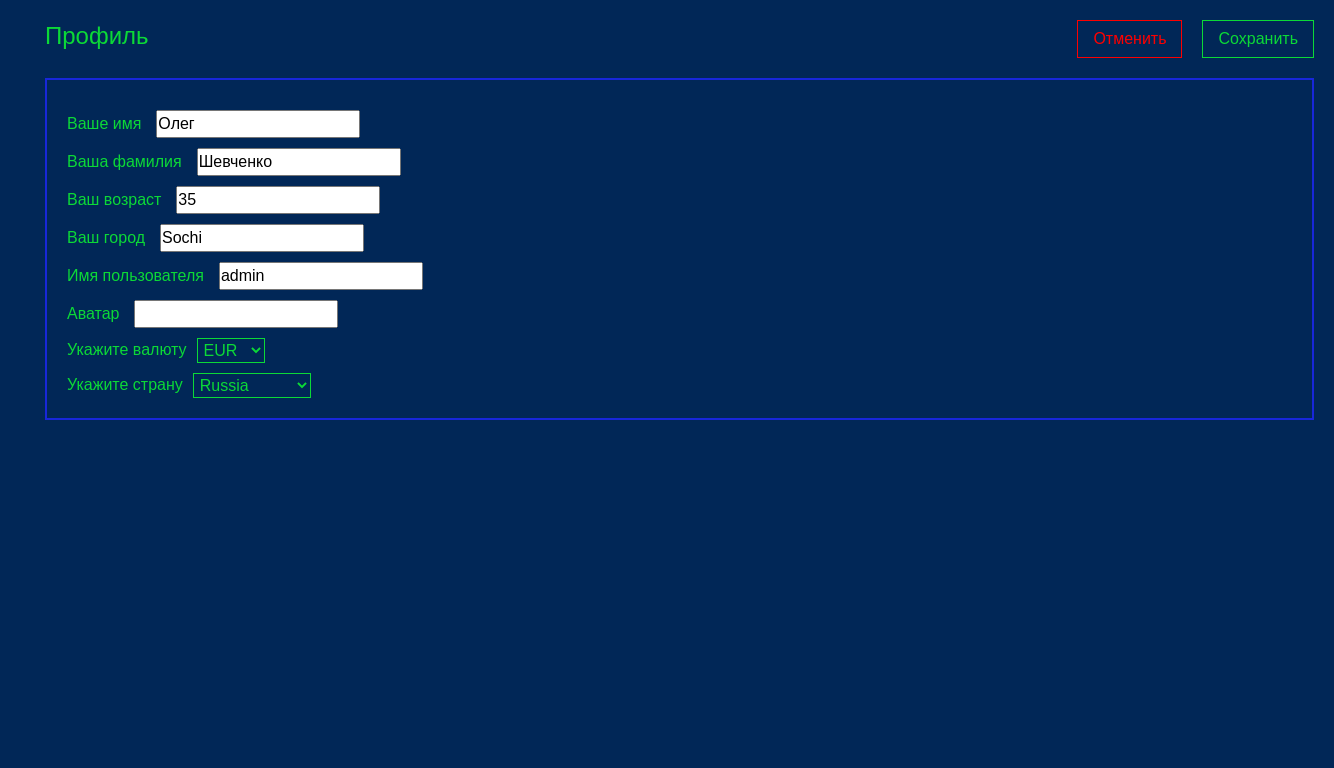 Профиль
Отменить
Сохранить
Ваше имя Олег
Ваша фамилия Шевченко
Ваш возраст 35
Ваш город Sochi
Имя пользователя admin
Аватар
Укажите валюту EUR
Укажите страну Russia